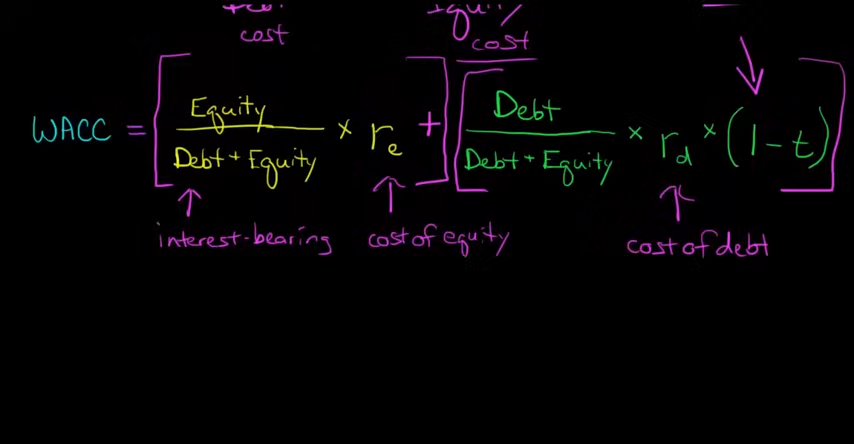 cost
Equity
cost
WACC = [ Equity / Debt + Equity × re ] + [ Debt / Debt + Equity × rd × (1 - t) ]
interest-bearing
cost of equity
cost of debt